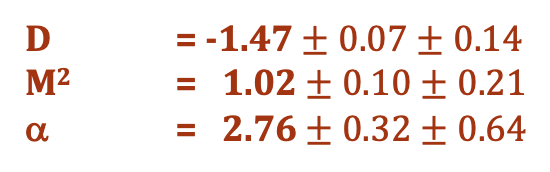 D = -1.47 ± 0.07 ± 0.14
M² = 1.02 ± 0.10 ± 0.21
α = 2.76 ± 0.32 ± 0.64